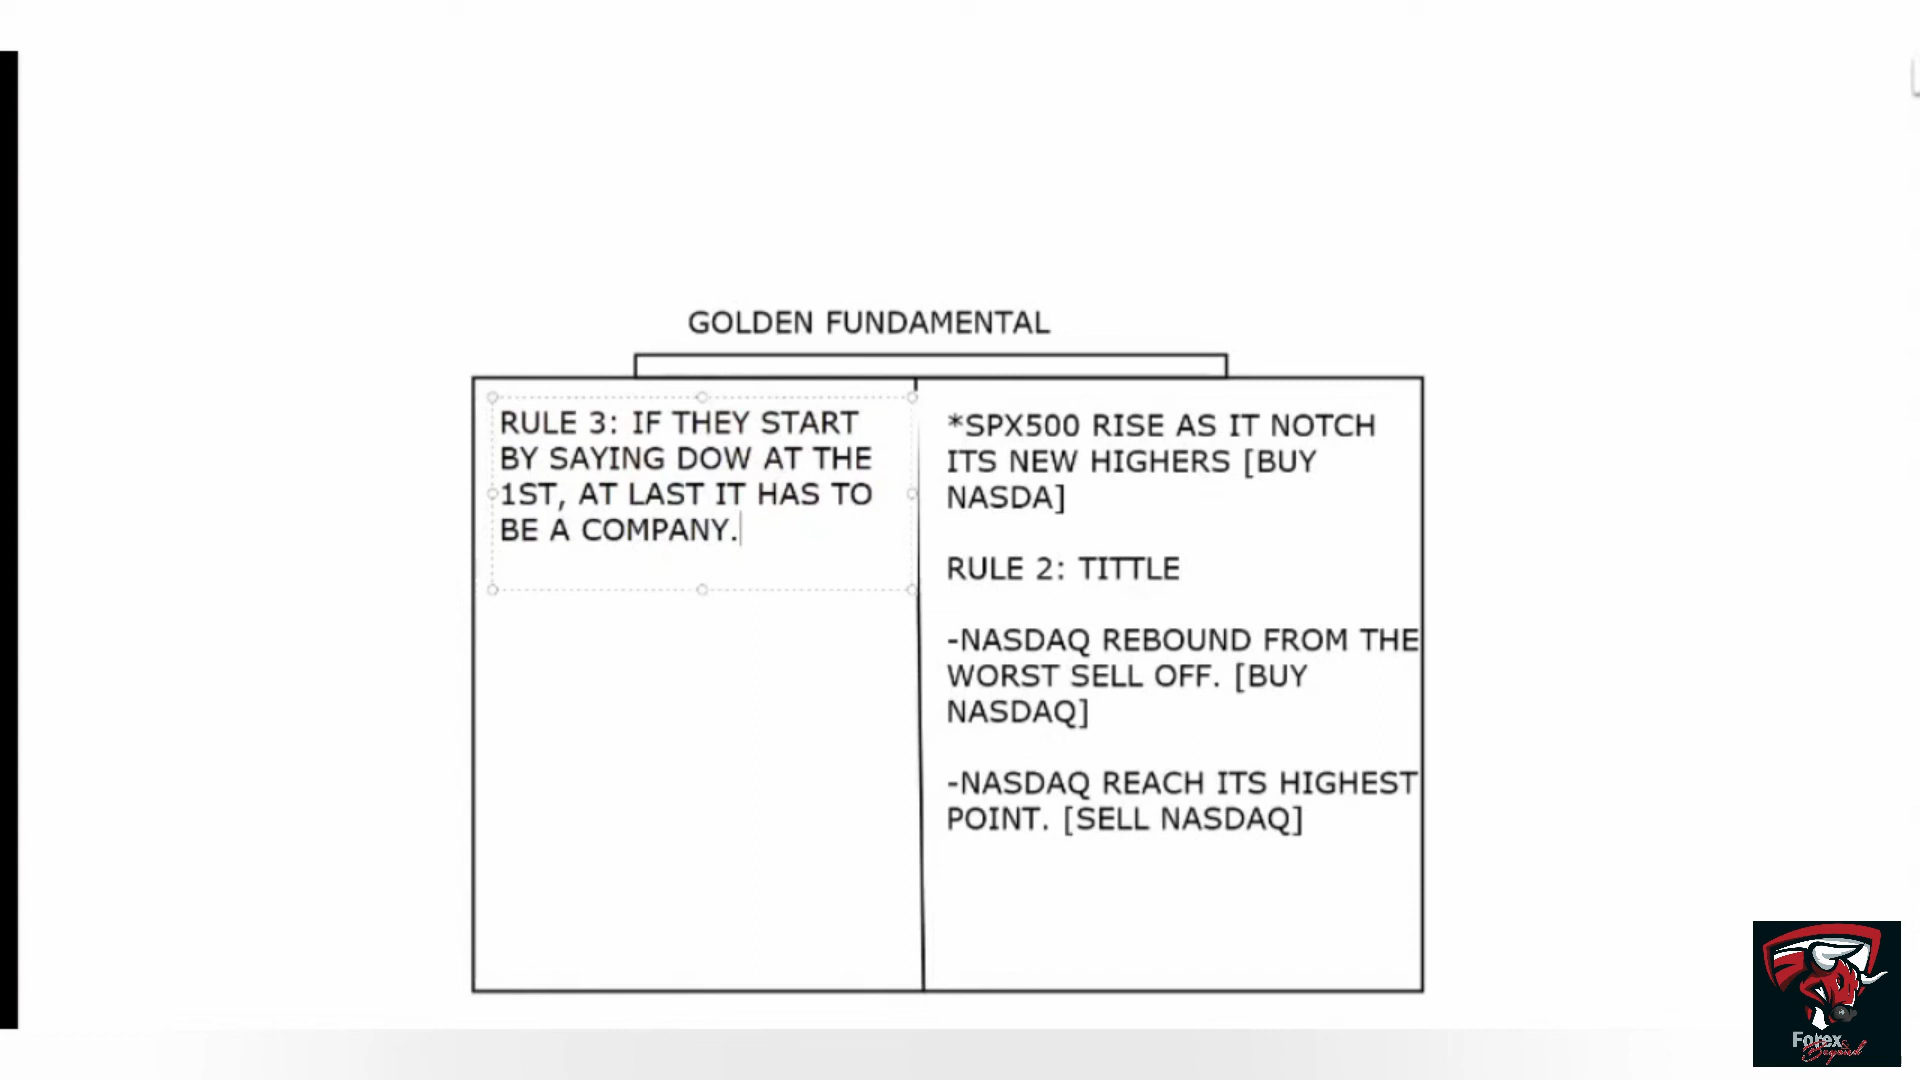 GOLDEN FUNDAMENTAL
RULE 3: IF THEY START
BY SAYING DOW AT THE
1ST, AT LAST IT HAS TO
BE A COMPANY.
*SPX500 RISE AS IT NOTCH
ITS NEW HIGHERS [BUY
NASDA]
RULE 2: TITTLE
-NASDAQ REBOUND FROM THE
WORST SELL OFF. [BUY
NASDAQ]
-NASDAQ REACH ITS HIGHEST
POINT. [SELL NASDAQ]
Forex&
Beyond